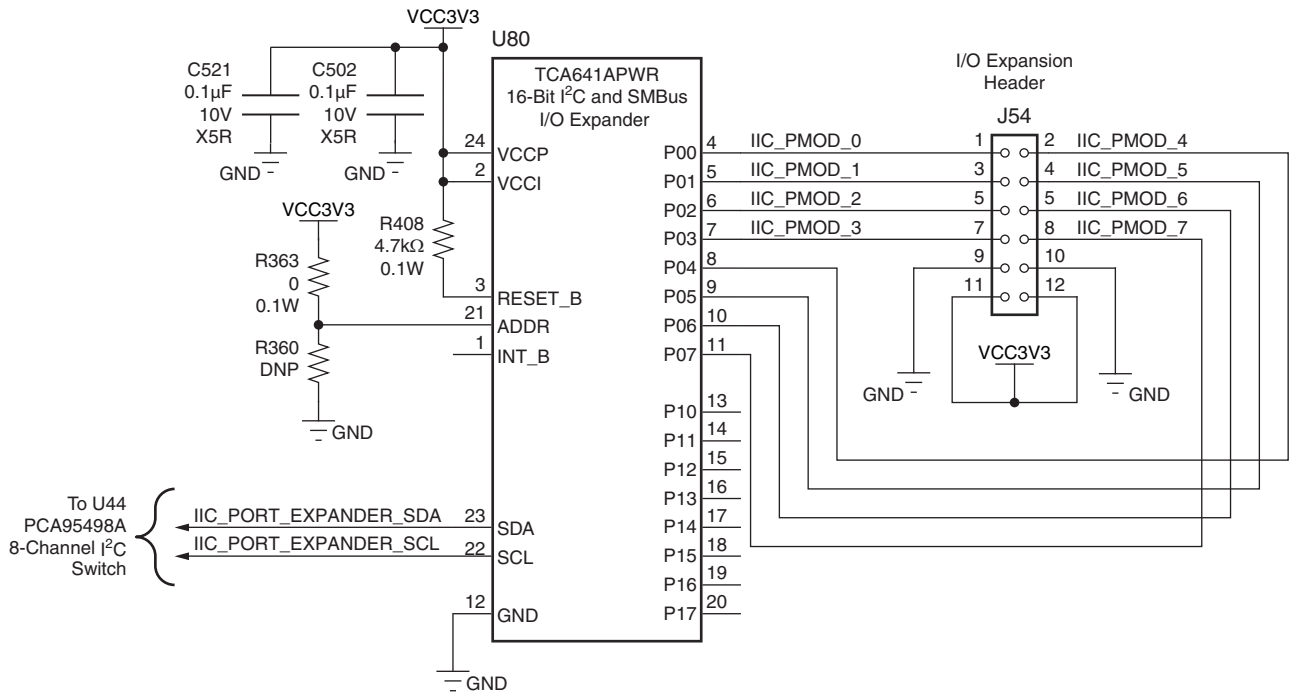 VCC3V3
U80
C521
0.1µF
10V
X5R
GND
C502
0.1µF
10V
X5R
GND
TCA641APWR
16-Bit I²C and SMBus
I/O Expander
I/O Expansion
Header
J54
24 VCCP
2 VCCI
R408
4.7kΩ
0.1W
VCC3V3
R363
0
0.1W
R360
DNP
GND
3 RESET_B
21 ADDR
1 INT_B
P00 4 IIC_PMOD_0 1 2 IIC_PMOD_4
P01 5 IIC_PMOD_1 3 4 IIC_PMOD_5
P02 6 IIC_PMOD_2 5 5 IIC_PMOD_6
P03 7 IIC_PMOD_3 7 8 IIC_PMOD_7
P04 8 9 10
P05 9 11 12
P06 10
P07 11
VCC3V3
GND
GND
P10 13
P11 14
P12 15
P13 16
P14 17
P15 18
P16 19
P17 20
To U44
PCA95498A
8-Channel I²C
Switch
IIC_PORT_EXPANDER_SDA 23 SDA
IIC_PORT_EXPANDER_SCL 22 SCL
12 GND
GND